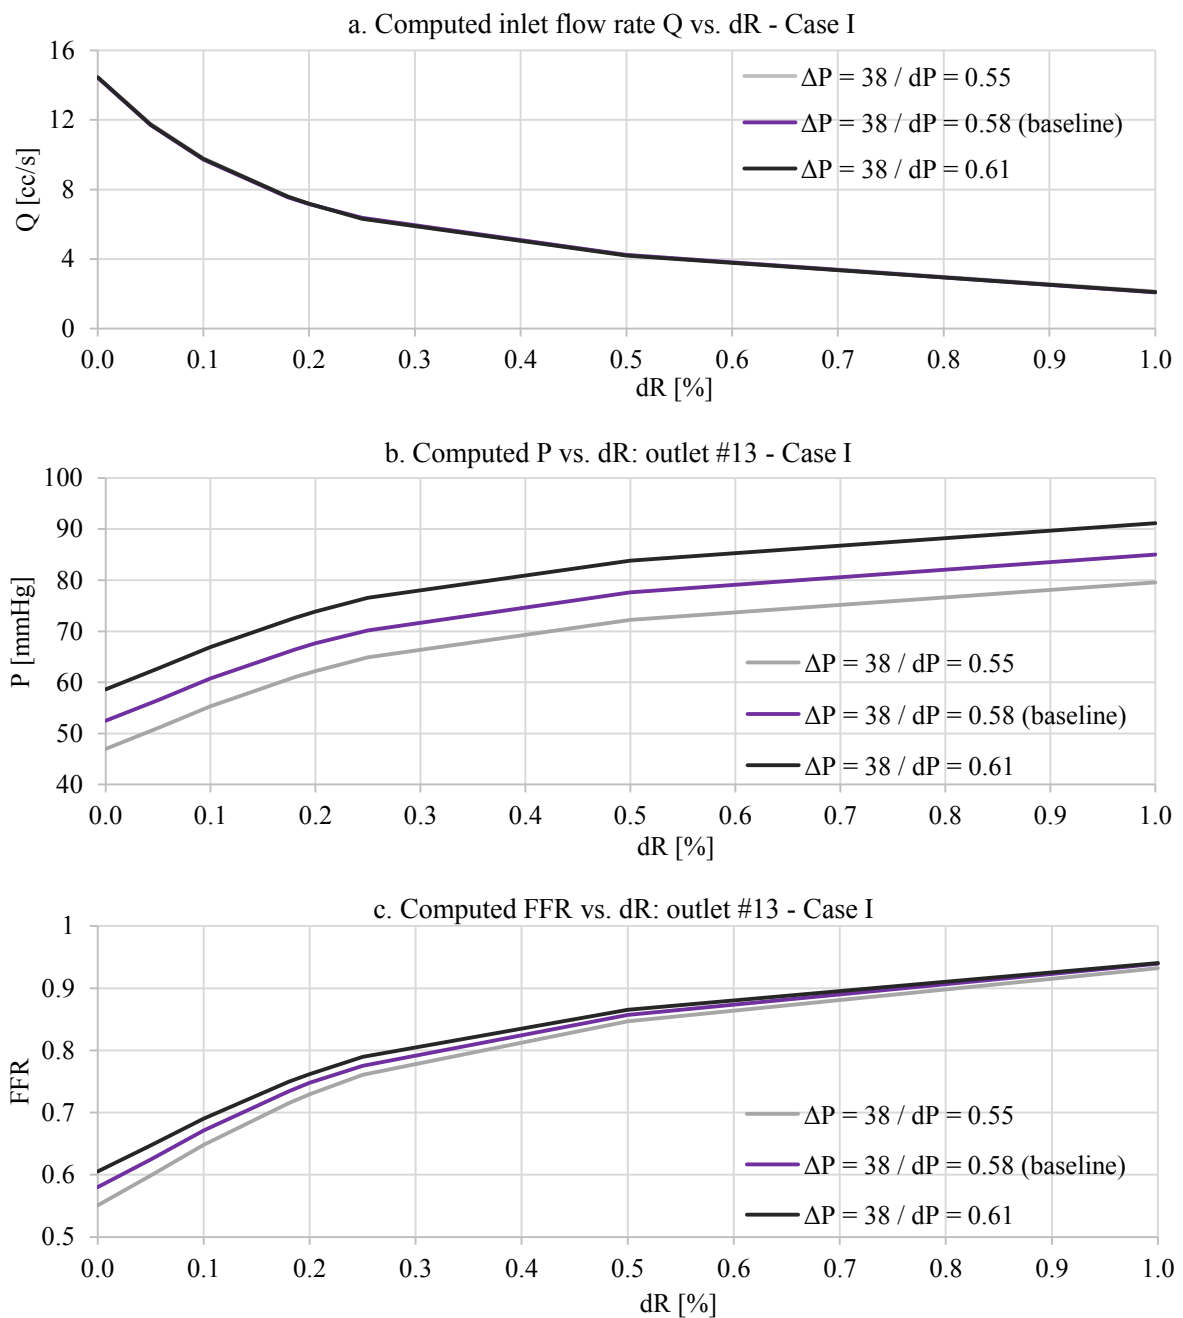 a. Computed inlet flow rate Q vs. dR - Case I
16
12
8
4
0
Q [cc/s]
ΔP = 38 / dP = 0.55
ΔP = 38 / dP = 0.58 (baseline)
ΔP = 38 / dP = 0.61
0.0 0.1 0.2 0.3 0.4 0.5 0.6 0.7 0.8 0.9 1.0
dR [%]
b. Computed P vs. dR: outlet #13 - Case I
100
90
80
70
60
50
40
P [mmHg]
ΔP = 38 / dP = 0.55
ΔP = 38 / dP = 0.58 (baseline)
ΔP = 38 / dP = 0.61
0.0 0.1 0.2 0.3 0.4 0.5 0.6 0.7 0.8 0.9 1.0
dR [%]
c. Computed FFR vs. dR: outlet #13 - Case I
1
0.9
0.8
0.7
0.6
0.5
FFR
ΔP = 38 / dP = 0.55
ΔP = 38 / dP = 0.58 (baseline)
ΔP = 38 / dP = 0.61
0.0 0.1 0.2 0.3 0.4 0.5 0.6 0.7 0.8 0.9 1.0
dR [%]